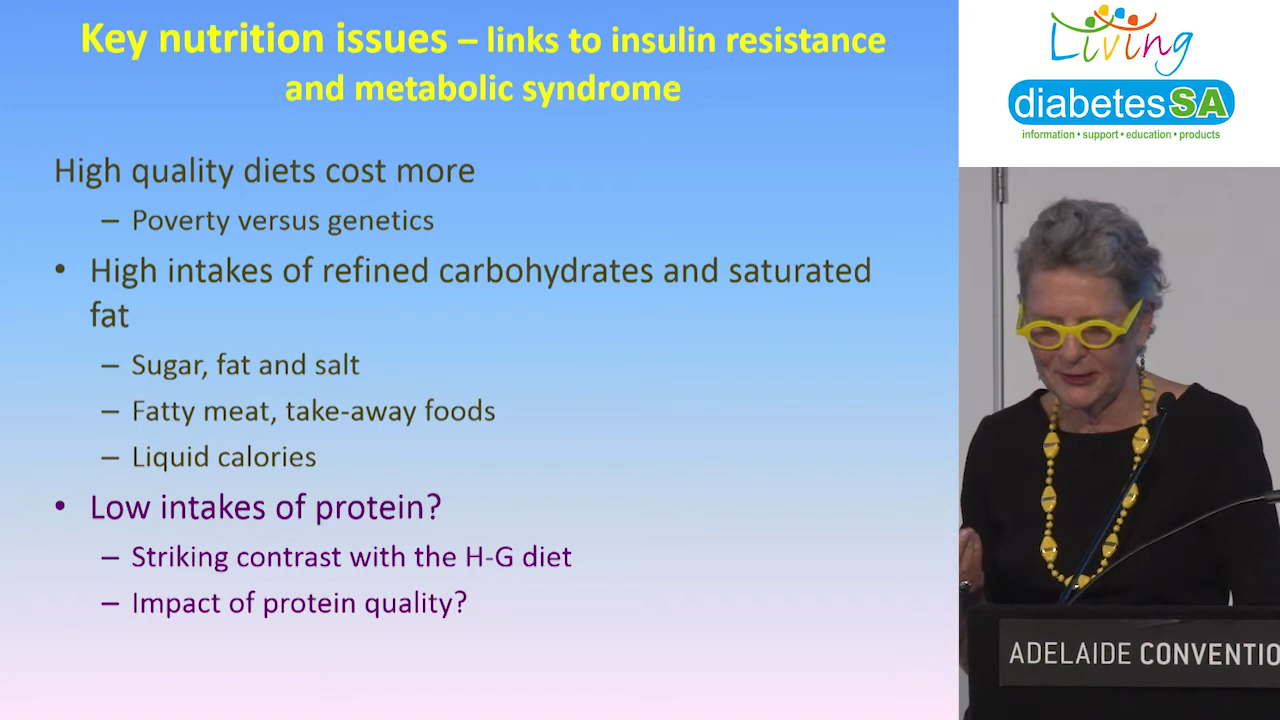 Key nutrition issues – links to insulin resistance
and metabolic syndrome
High quality diets cost more
– Poverty versus genetics
• High intakes of refined carbohydrates and saturated
fat
– Sugar, fat and salt
– Fatty meat, take-away foods
– Liquid calories
• Low intakes of protein?
– Striking contrast with the H-G diet
– Impact of protein quality?
Living
diabetesSA
information • support • education • products
ADELAIDE CONVENTIO